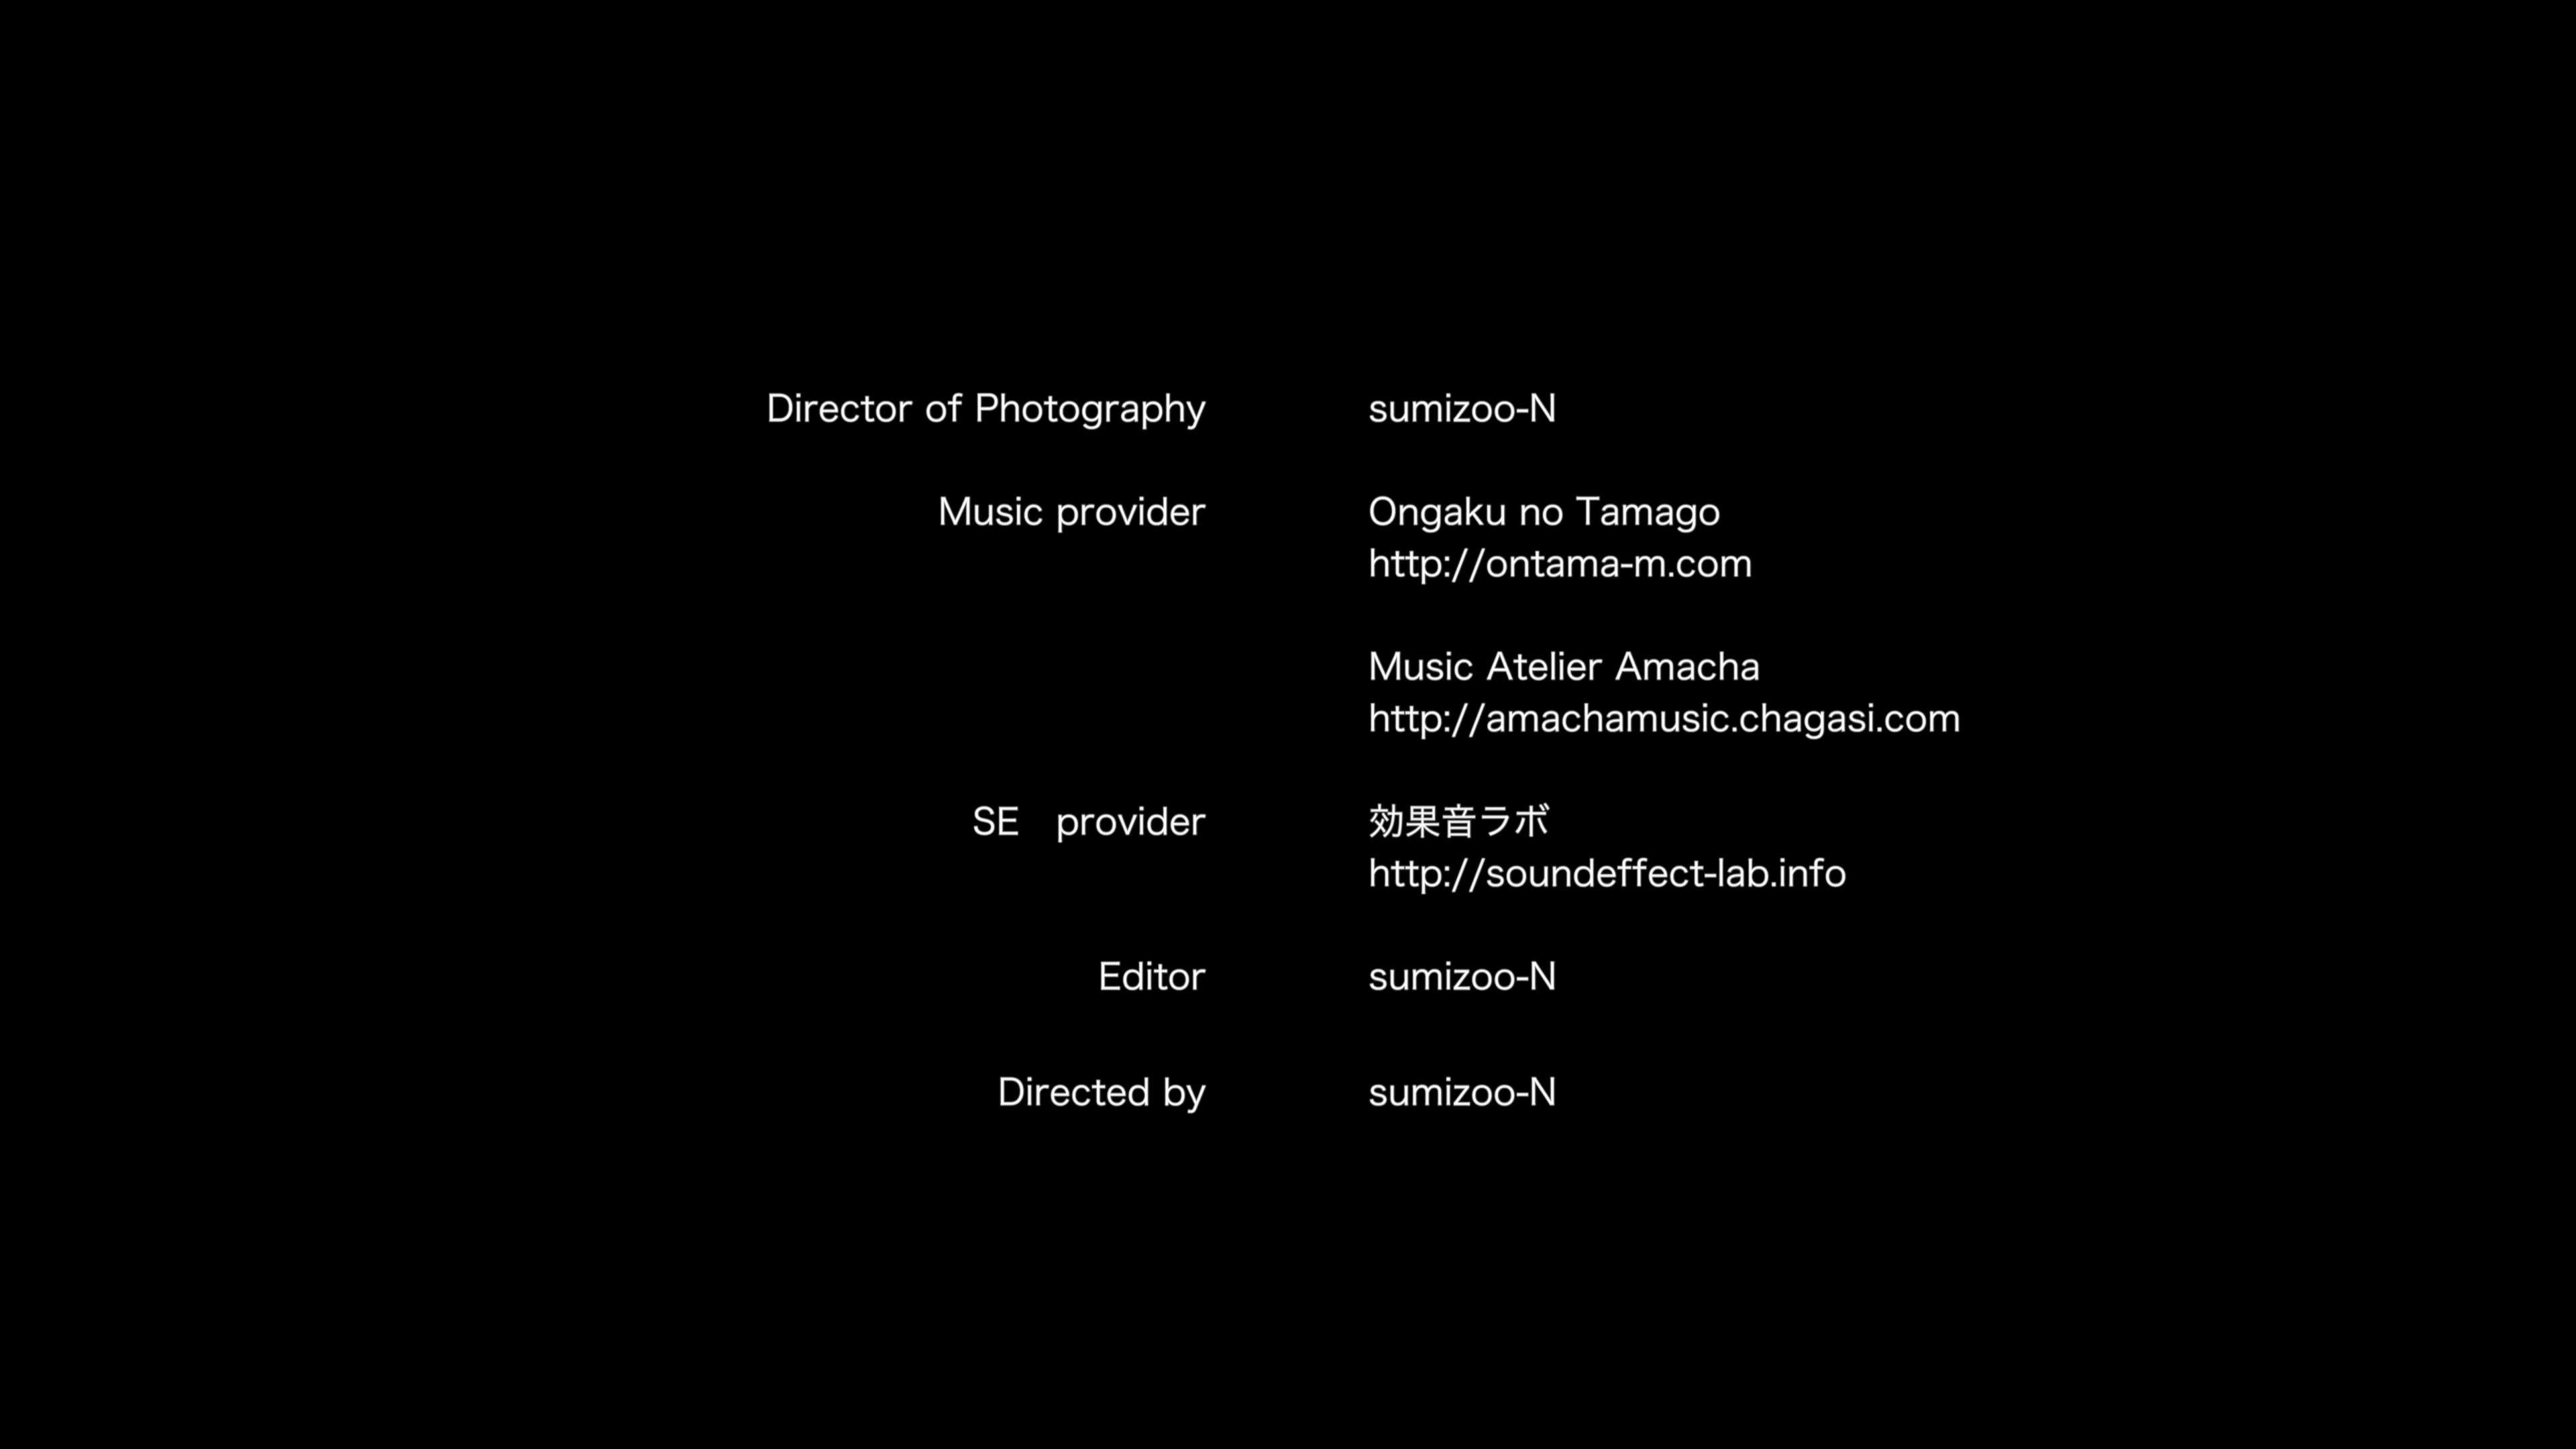 Director of Photography sumizoo-N
Music provider Ongaku no Tamago
http://ontama-m.com
Music Atelier Amacha
http://amachamusic.chagasi.com
SE　provider 効果音ラボ
http://soundeffect-lab.info
Editor sumizoo-N
Directed by sumizoo-N